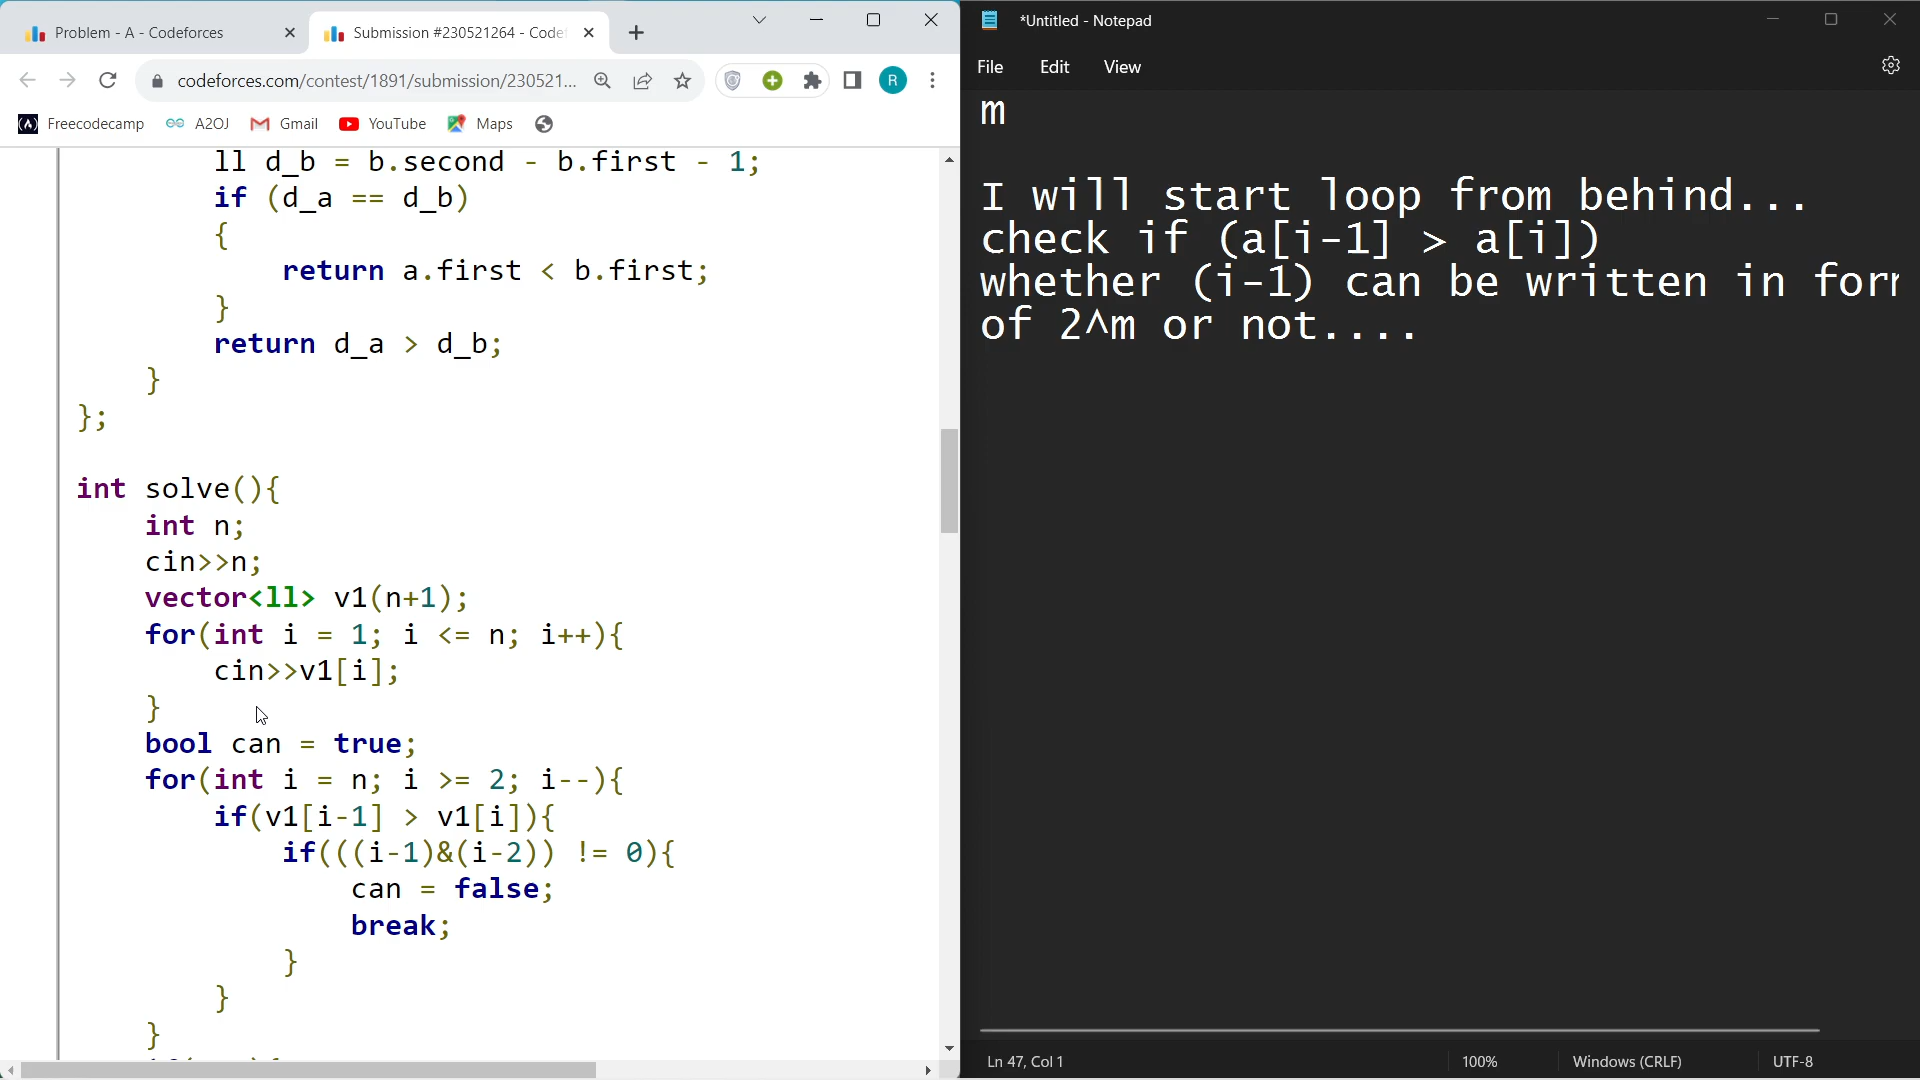 Problem - A - Codeforces
Submission #230521264 - Codef
codeforces.com/contest/1891/submission/230521...
R
Freecodecamp A2OJ Gmail YouTube Maps
ll d_b = b.second - b.first - 1;
if (d_a == d_b)
{
return a.first < b.first;
}
return d_a > d_b;
}
};
int solve(){
int n;
cin>>n;
vector<ll> v1(n+1);
for(int i = 1; i <= n; i++){
cin>>v1[i];
}
bool can = true;
for(int i = n; i >= 2; i--){
if(v1[i-1] > v1[i]){
if(((i-1)&(i-2)) != 0){
can = false;
break;
}
}
}
*Untitled - Notepad
File Edit View
m
I will start loop from behind...
check if (a[i-1] > a[i])
whether (i-1) can be written in for
of 2^m or not....
Ln 47, Col 1 100% Windows (CRLF) UTF-8